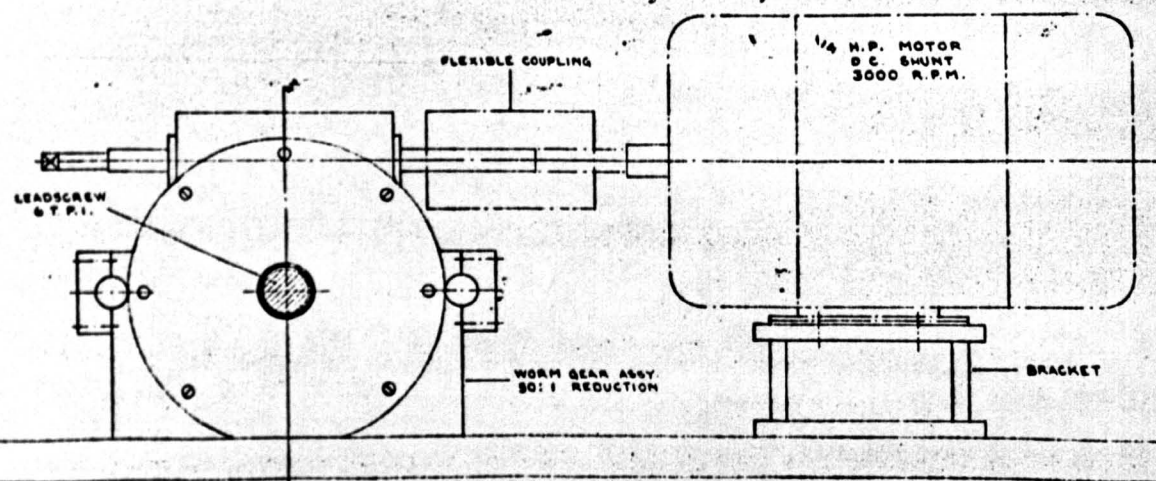 FLEXIBLE COUPLING
1/4 H.P. MOTOR
D C. SHUNT
3000 R.P.M.
LEADSCREW
6 T.P.I.
WORM GEAR ASSY.
50:1 REDUCTION
BRACKET